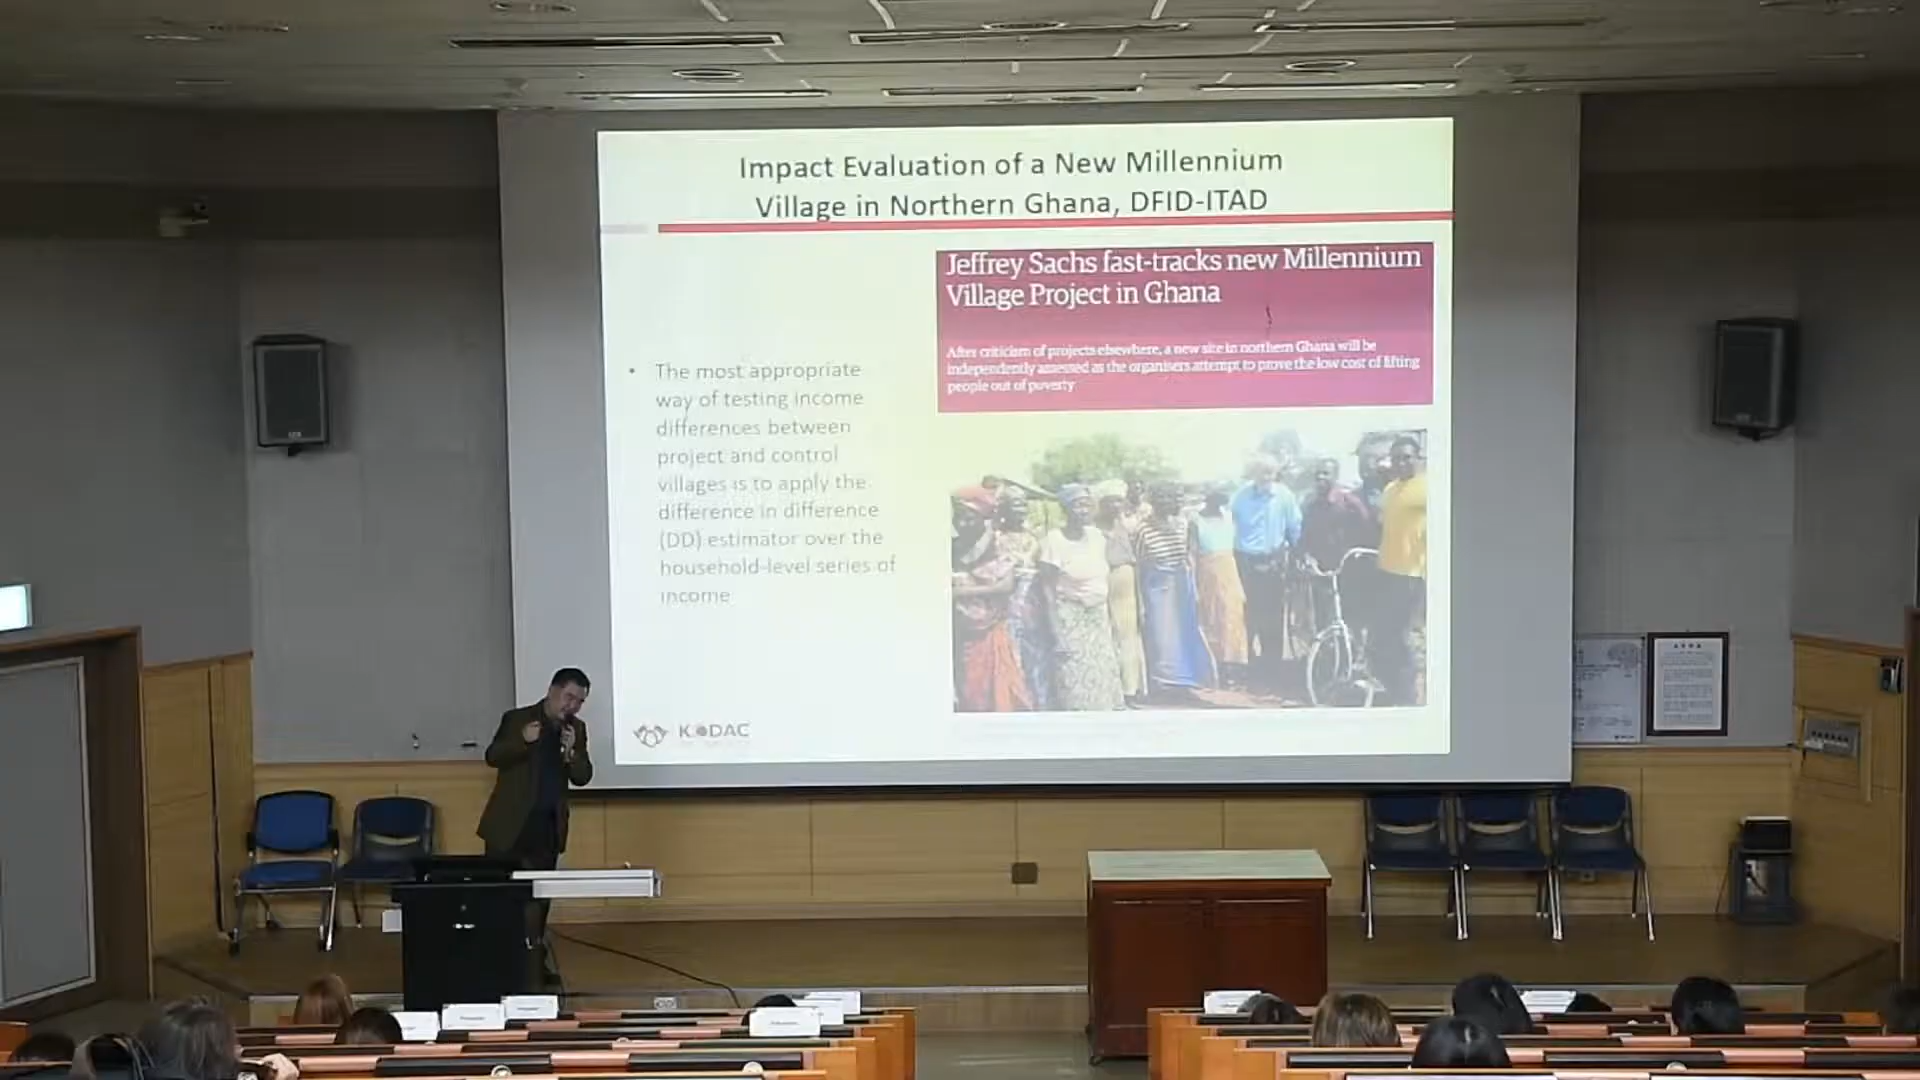 Impact Evaluation of a New Millennium
Village in Northern Ghana, DFID-ITAD
Jeffrey Sachs fast-tracks new Millennium
Village Project in Ghana
After criticism of projects elsewhere, a new site in northern Ghana will be
independently assessed as the organisers attempt to prove the low cost of lifting
people out of poverty
• The most appropriate
way of testing income
differences between
project and control
villages is to apply the
difference in difference
(DD) estimator over the
household-level series of
income
KODAC